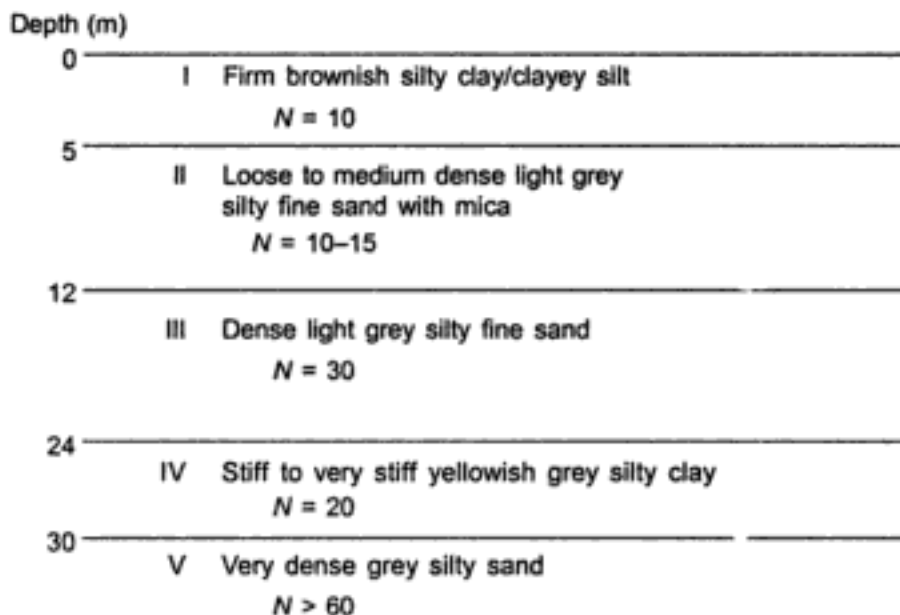 Depth (m)
0
I Firm brownish silty clay/clayey silt
N = 10
5
II Loose to medium dense light grey
silty fine sand with mica
N = 10–15
12
III Dense light grey silty fine sand
N = 30
24
IV Stiff to very stiff yellowish grey silty clay
N = 20
30
V Very dense grey silty sand
N > 60